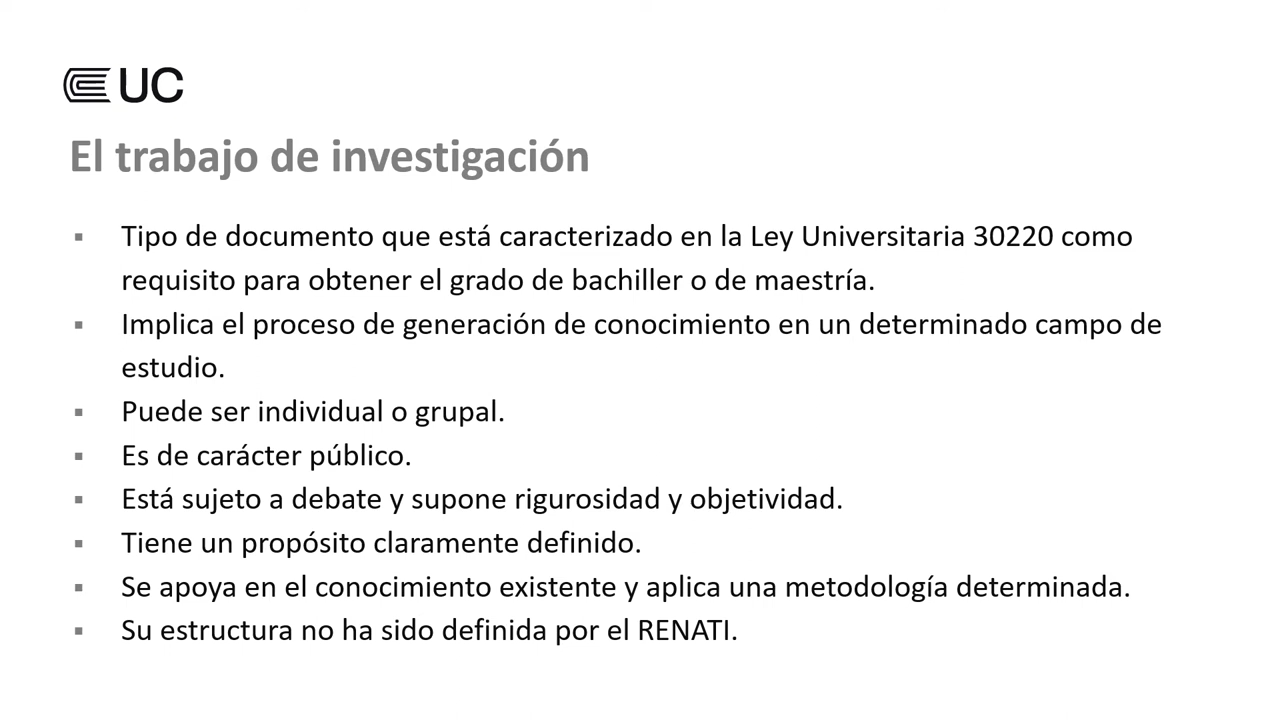 UC
El trabajo de investigación
▪ Tipo de documento que está caracterizado en la Ley Universitaria 30220 como
requisito para obtener el grado de bachiller o de maestría.
▪ Implica el proceso de generación de conocimiento en un determinado campo de
estudio.
▪ Puede ser individual o grupal.
▪ Es de carácter público.
▪ Está sujeto a debate y supone rigurosidad y objetividad.
▪ Tiene un propósito claramente definido.
▪ Se apoya en el conocimiento existente y aplica una metodología determinada.
▪ Su estructura no ha sido definida por el RENATI.